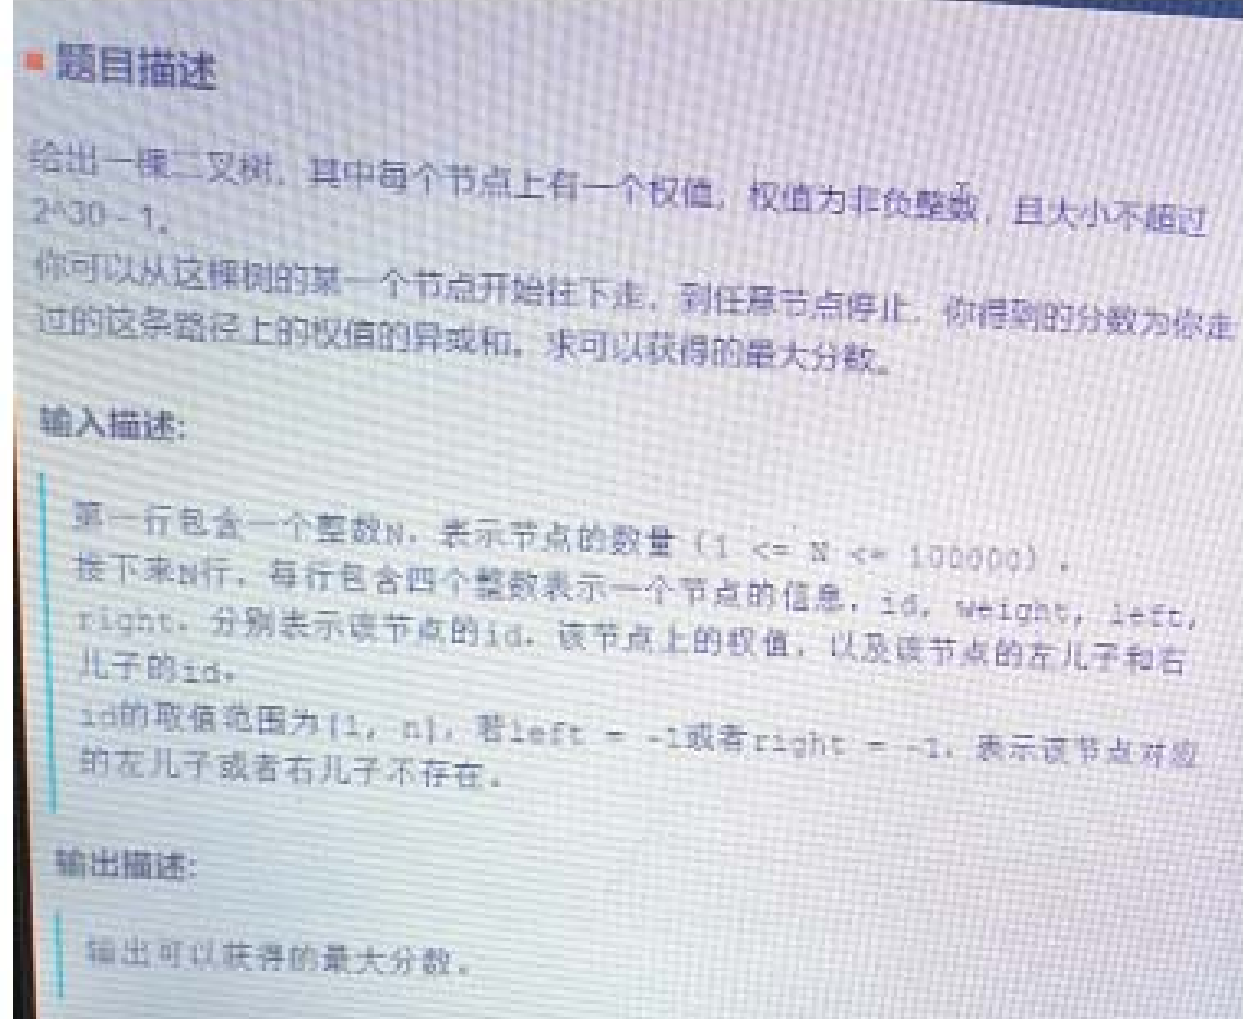 题目描述
给出一棵二叉树，其中每个节点上有一个权值，权值为非负整数，且大小不超过
2^30 - 1。
你可以从这棵树的某一个节点开始往下走，到任意节点停止，你得到的分数为你走
过的这条路径上的权值的异或和。求可以获得的最大分数。
输入描述:
第一行包含一个整数N，表示节点的数量 (1 <= N <= 100000) .
接下来N行，每行包含四个整数表示一个节点的信息，id, weight, left,
right，分别表示该节点的id，该节点上的权值，以及该节点的左儿子和右
儿子的id。
id的取值范围为[1, n]，若left = -1或者right = -1，表示该节点对应
的左儿子或者右儿子不存在。
输出描述:
输出可以获得的最大分数。